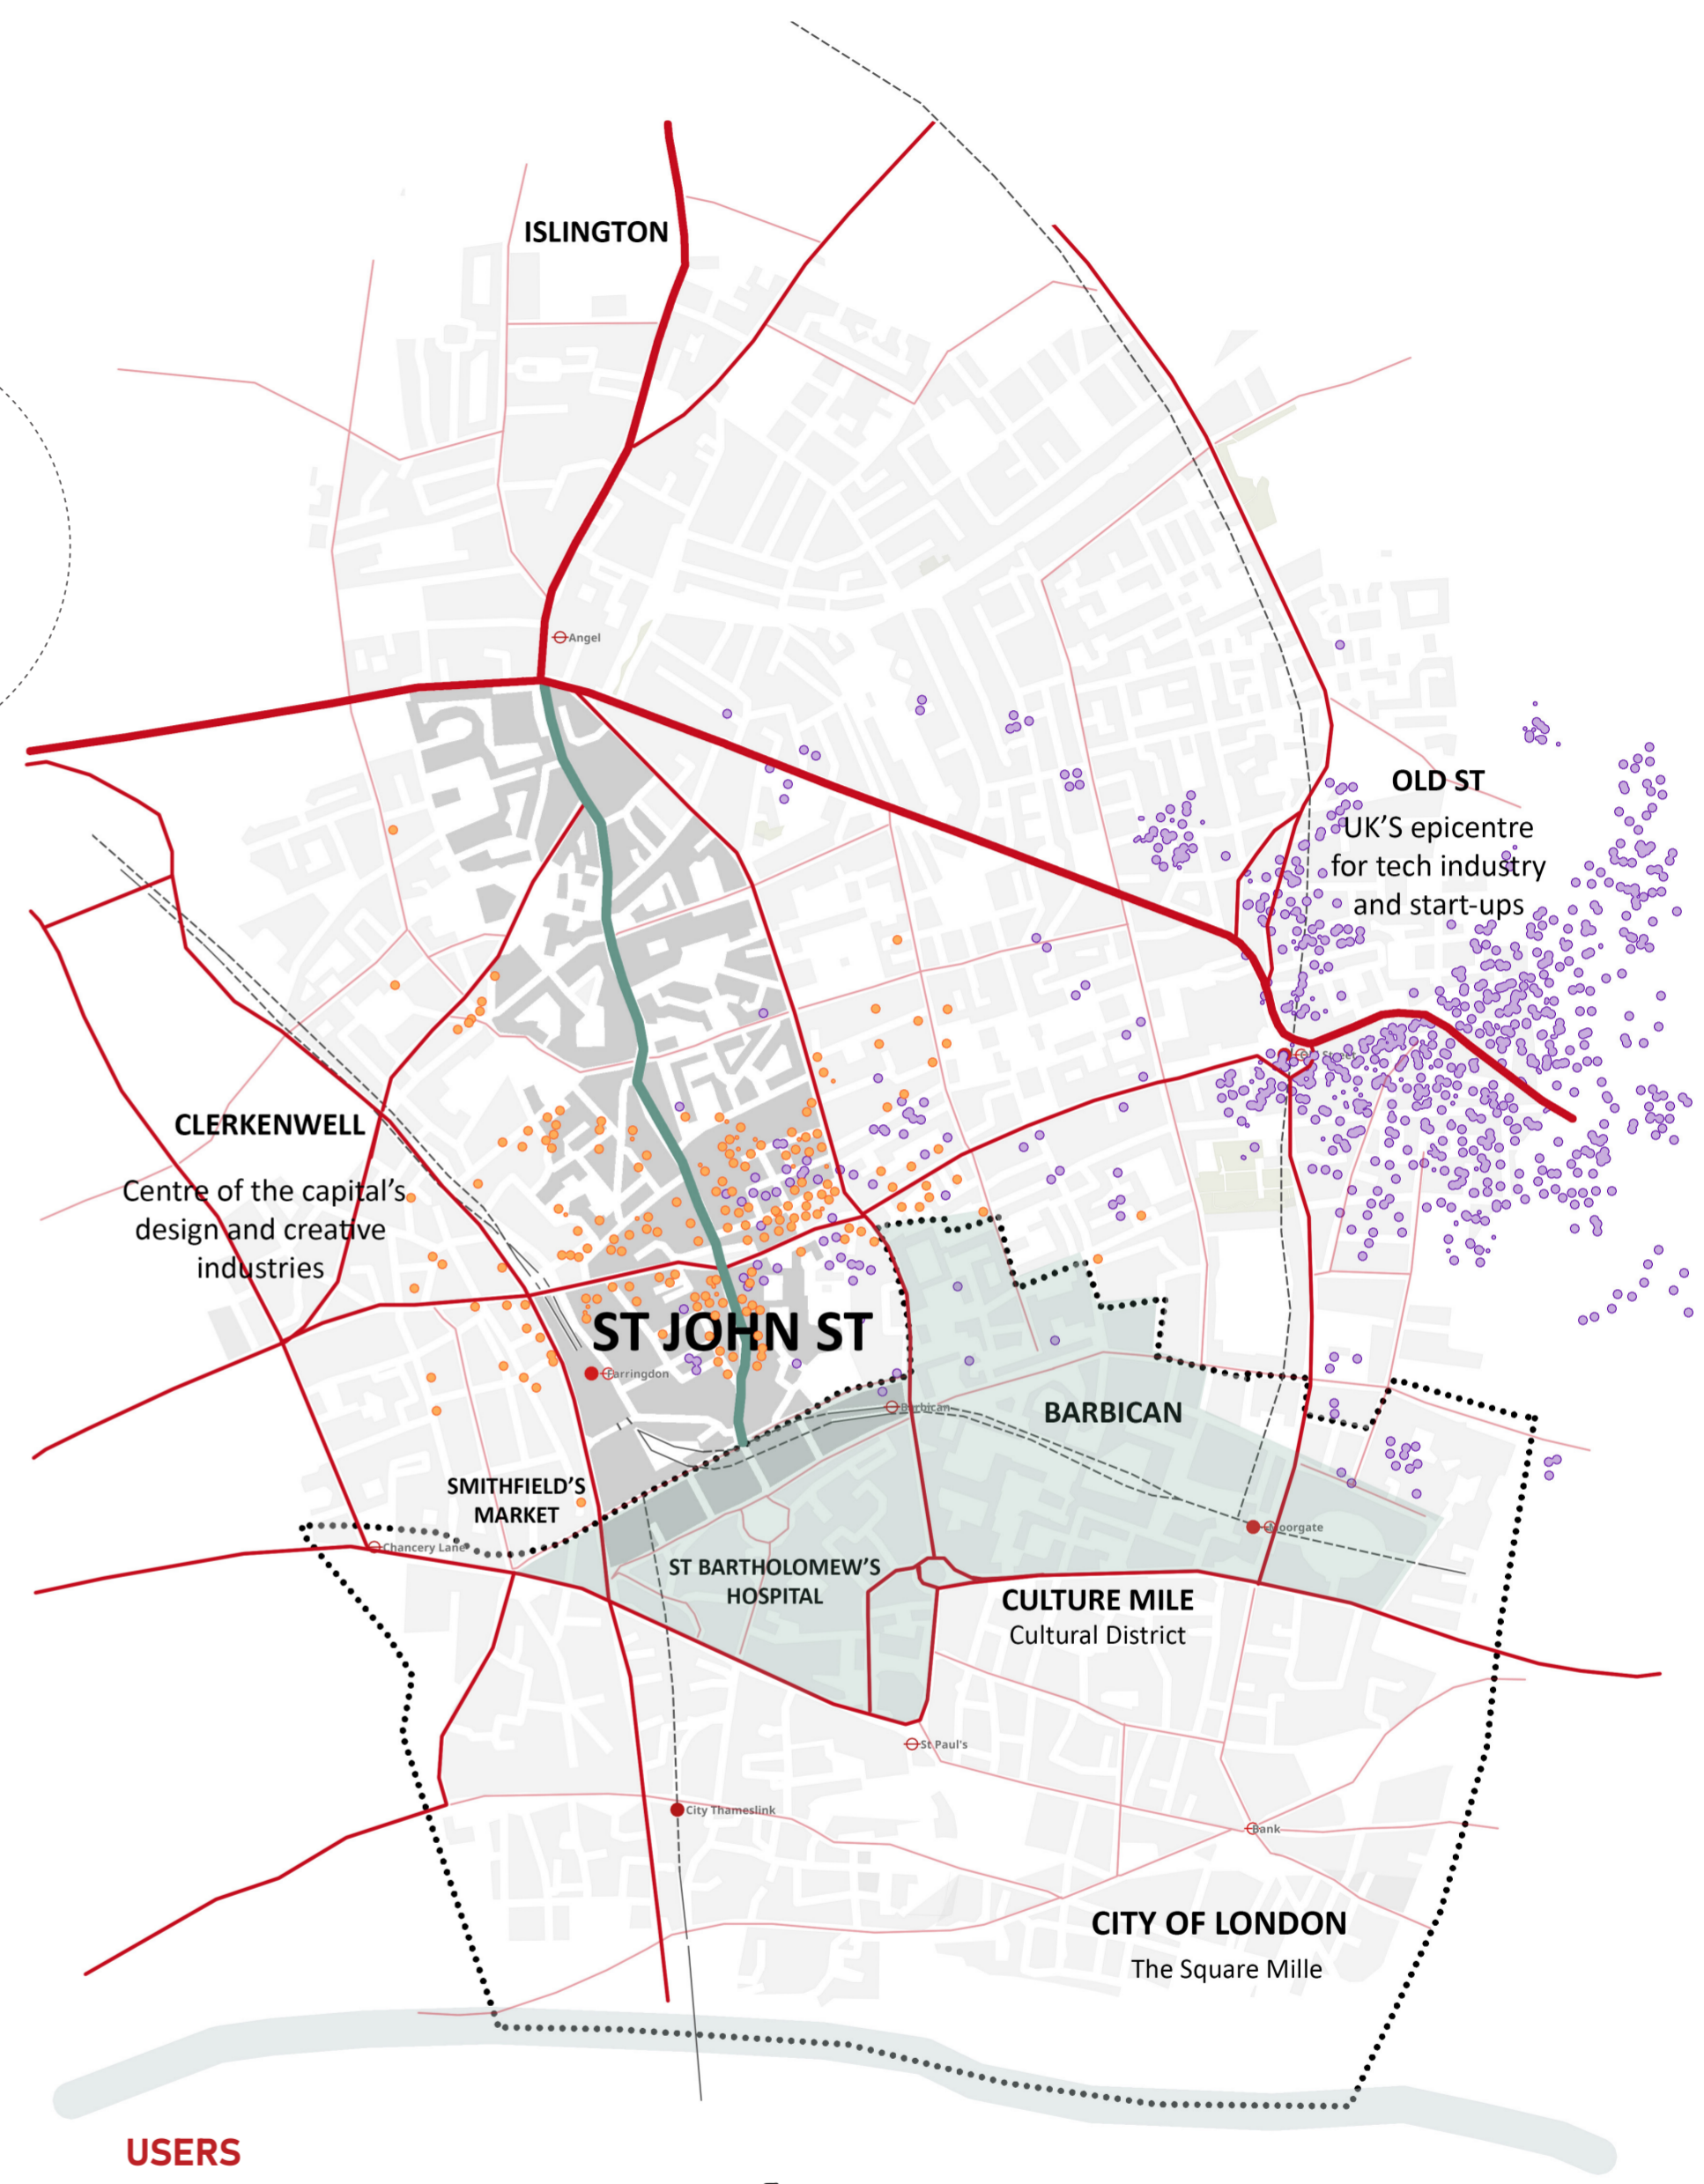 ISLINGTON
Angel
OLD ST
UK'S epicentre
for tech industry
and start-ups
Street
CLERKENWELL
Centre of the capital's
design and creative
industries
ST JOHN ST
Farringdon
Barbican
BARBICAN
SMITHFIELD'S
MARKET
Chancery Lane
Moorgate
ST BARTHOLOMEW'S
HOSPITAL
CULTURE MILE
Cultural District
St Paul's
City Thameslink
Bank
CITY OF LONDON
The Square Mille
USERS